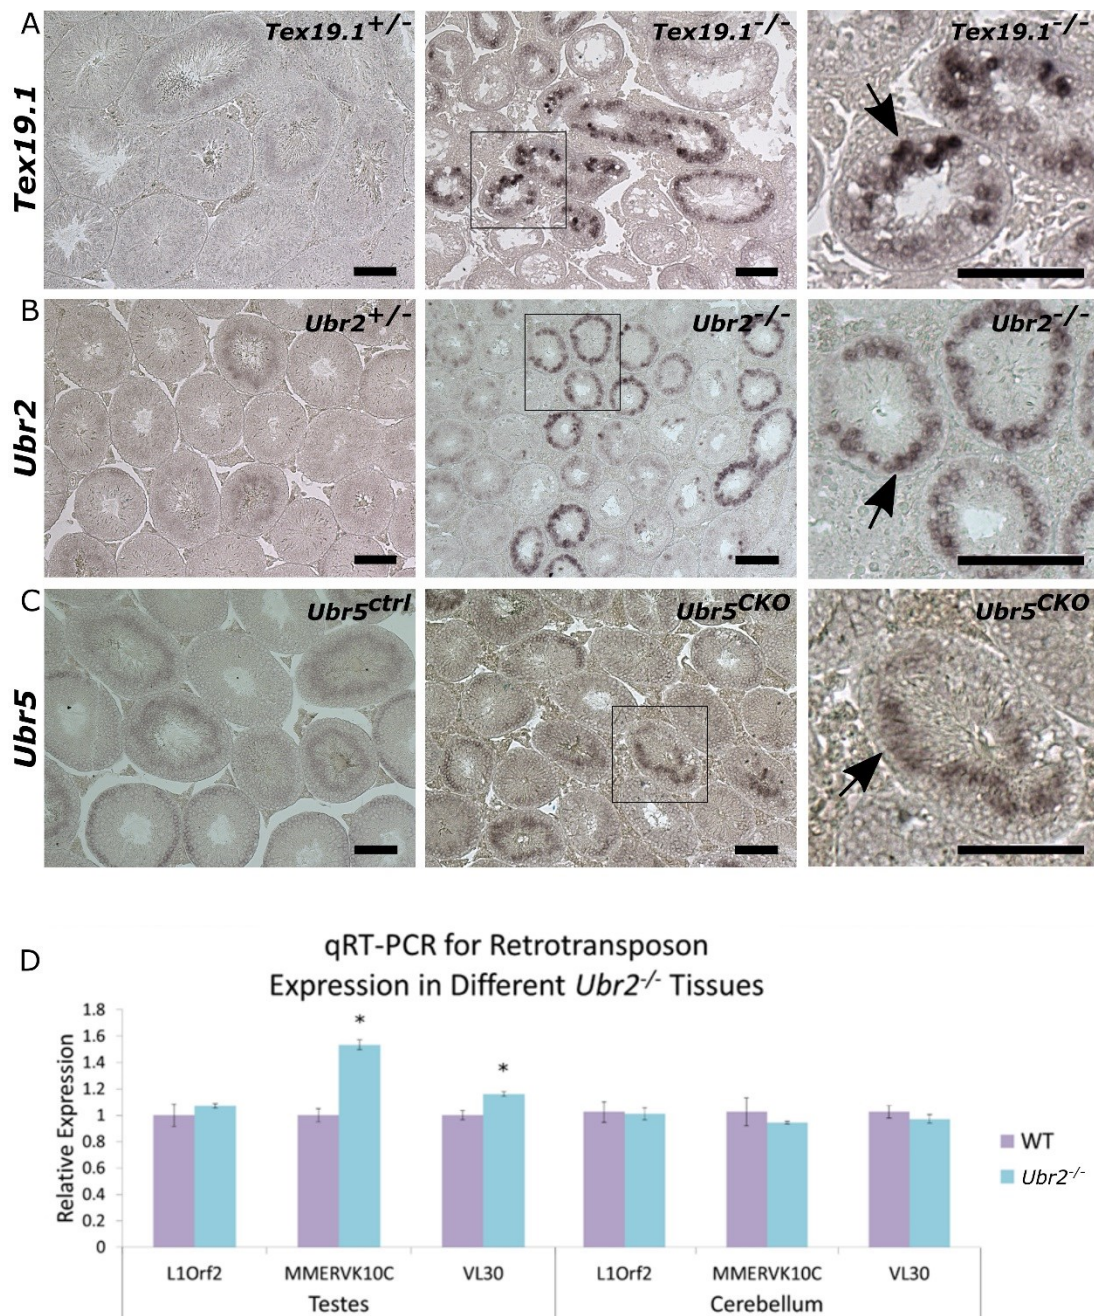 A
Tex19.1
Tex19.1+/-
Tex19.1-/-
Tex19.1-/-
B
Ubr2
Ubr2+/-
Ubr2-/-
Ubr2-/-
C
Ubr5
Ubr5ctrl
Ubr5CKO
Ubr5CKO
D
qRT-PCR for Retrotransposon
Expression in Different Ubr2-/- Tissues
Relative Expression
1.8
1.6
1.4
1.2
1
0.8
0.6
0.4
0.2
0
*
*
L1Orf2 MMERVK10C VL30 L1Orf2 MMERVK10C VL30
Testes Cerebellum
WT
Ubr2-/-